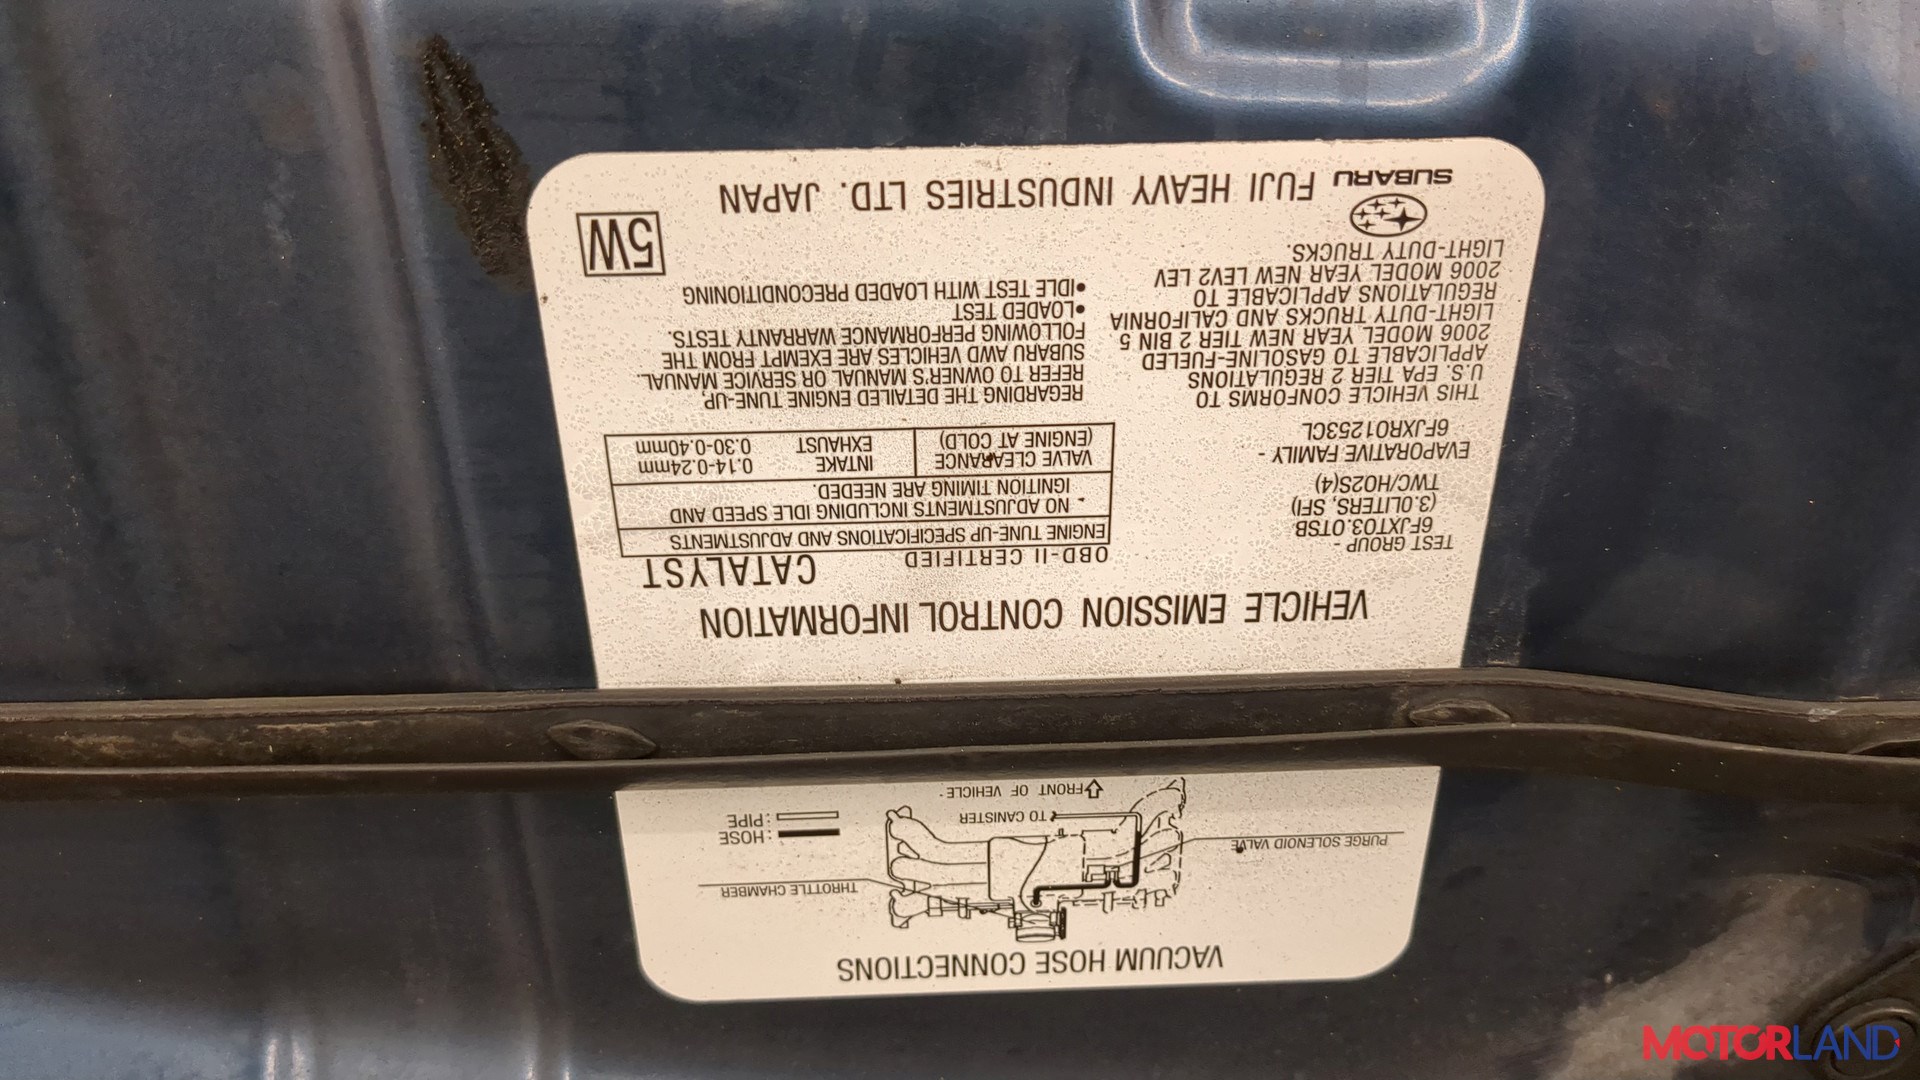 VACUUM HOSE CONNECTIONS
THROTTLE CHAMBER
PURGE SOLENOID VALVE
HOSE
PIPE
TO CANISTER
FRONT OF VEHICLE
VEHICLE EMISSION CONTROL INFORMATION
TEST GROUP -
6FJXT03.0TSB
(3.0LITERS, SFI)
TWC/HO2S(4)
EVAPORATIVE FAMILY -
6FJXR01253CL
THIS VEHICLE CONFORMS TO
U.S. EPA TIER 2 REGULATIONS
APPLICABLE TO GASOLINE-FUELED
2006 MODEL YEAR NEW TIER 2 BIN 5
LIGHT-DUTY TRUCKS AND CALIFORNIA
REGULATIONS APPLICABLE TO
2006 MODEL YEAR NEW LEV2 LEV
LIGHT-DUTY TRUCKS.
OBD-II CERTIFIED
CATALYST
ENGINE TUNE-UP SPECIFICATIONS AND ADJUSTMENTS
NO ADJUSTMENTS INCLUDING IDLE SPEED AND
IGNITION TIMING ARE NEEDED.
VALVE CLEARANCE INTAKE 0.14-0.24mm
(ENGINE AT COLD) EXHAUST 0.30-0.40mm
REGARDING THE DETAILED ENGINE TUNE-UP,
REFER TO OWNER'S MANUAL OR SERVICE MANUAL.
SUBARU AWD VEHICLES ARE EXEMPT FROM THE
FOLLOWING PERFORMANCE WARRANTY TESTS.
•LOADED TEST
•IDLE TEST WITH LOADED PRECONDITIONING
5W
SUBARU FUJI HEAVY INDUSTRIES LTD. JAPAN
MOTORLAND